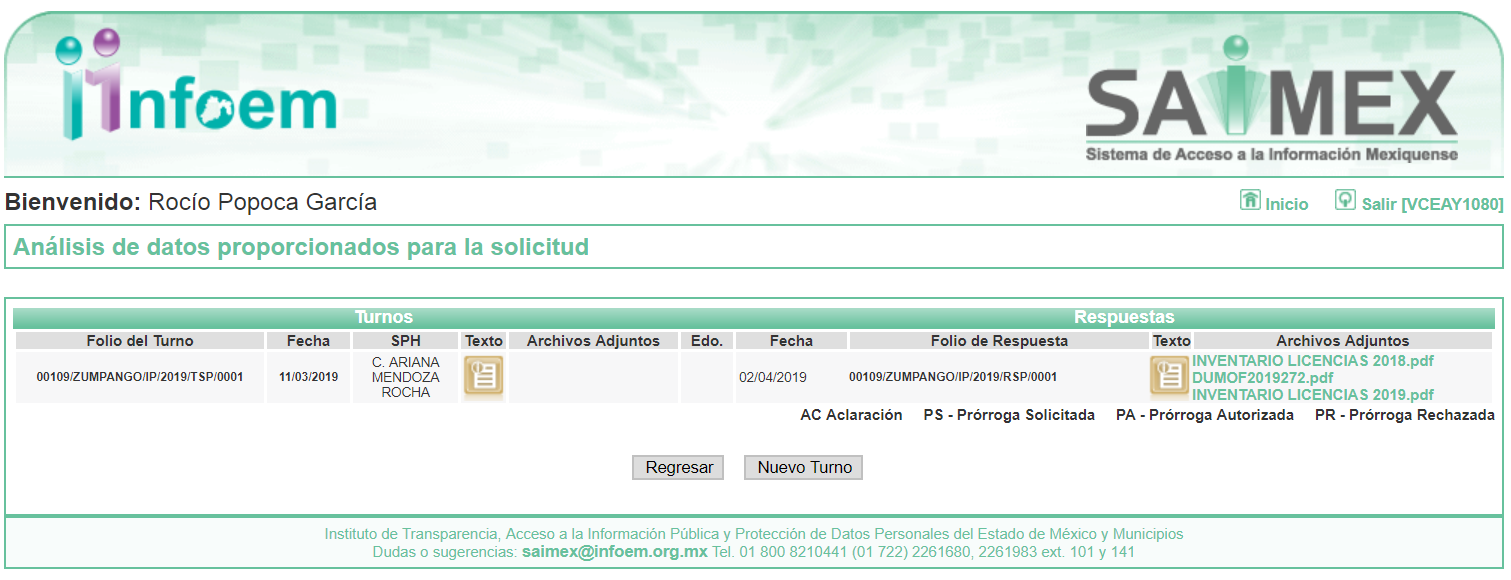 infoem
SAIMEX
Sistema de Acceso a la Información Mexiquense
Bienvenido: Rocío Popoca García
Inicio Salir [VCEAY1080]
Análisis de datos proporcionados para la solicitud
Turnos Respuestas
Folio del Turno Fecha SPH Texto Archivos Adjuntos Edo. Fecha Folio de Respuesta Texto Archivos Adjuntos
00109/ZUMPANGO/IP/2019/TSP/0001 11/03/2019 C. ARIANA MENDOZA ROCHA 02/04/2019 00109/ZUMPANGO/IP/2019/RSP/0001 INVENTARIO LICENCIAS 2018.pdf
DUMOF2019272.pdf
INVENTARIO LICENCIAS 2019.pdf
AC Aclaración PS - Prórroga Solicitada PA - Prórroga Autorizada PR - Prórroga Rechazada
Regresar Nuevo Turno
Instituto de Transparencia, Acceso a la Información Pública y Protección de Datos Personales del Estado de México y Municipios
Dudas o sugerencias: saimex@infoem.org.mx Tel. 01 800 8210441 (01 722) 2261680, 2261983 ext. 101 y 141